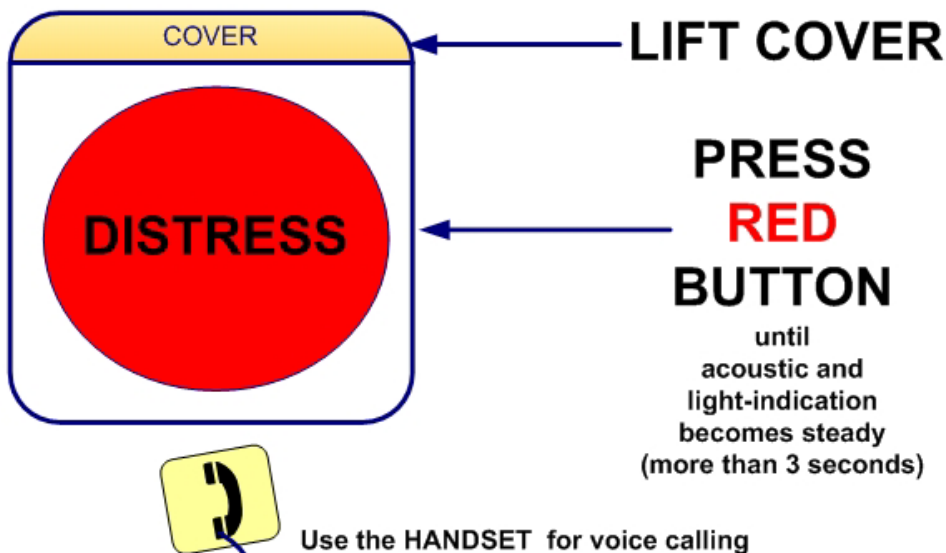 COVER
LIFT COVER
DISTRESS
PRESS
RED
BUTTON
until
acoustic and
light-indication
becomes steady
(more than 3 seconds)
Use the HANDSET for voice calling